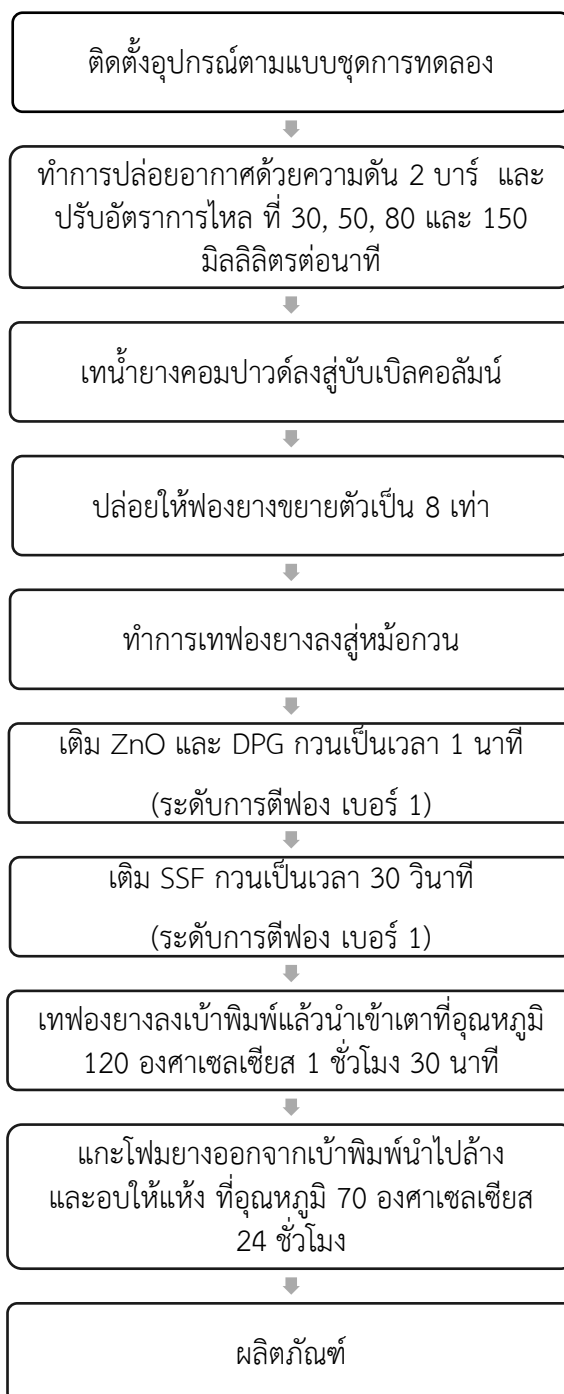 ติดตั้งอุปกรณ์ตามแบบชุดการทดลอง
ทำการปล่อยอากาศด้วยความดัน 2 บาร์ และ
ปรับอัตราการไหล ที่ 30, 50, 80 และ 150
มิลลิลิตรต่อนาที
เทน้ำยางคอมปาวด์ลงสู่บับเบิลคอลัมน์
ปล่อยให้ฟองยางขยายตัวเป็น 8 เท่า
ทำการเทฟองยางลงสู่หม้อกวน
เติม ZnO และ DPG กวนเป็นเวลา 1 นาที
(ระดับการตีฟอง เบอร์ 1)
เติม SSF กวนเป็นเวลา 30 วินาที
(ระดับการตีฟอง เบอร์ 1)
เทฟองยางลงเบ้าพิมพ์แล้วนำเข้าเตาที่อุณหภูมิ
120 องศาเซลเซียส 1 ชั่วโมง 30 นาที
แกะโฟมยางออกจากเบ้าพิมพ์นำไปล้าง
และอบให้แห้ง ที่อุณหภูมิ 70 องศาเซลเซียส
24 ชั่วโมง
ผลิตภัณฑ์